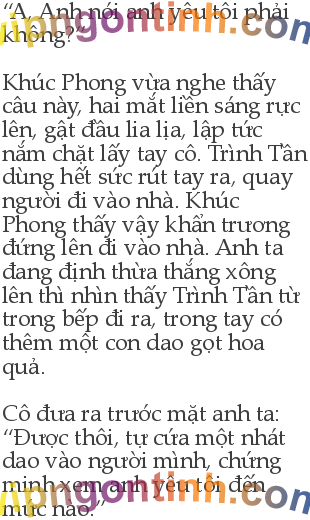 “A, Anh nói anh yêu tôi phải
không?”
Khúc Phong vừa nghe thấy
câu này, hai mắt liền sáng rực
lên, gật đầu lia lịa, lập tức
nắm chặt lấy tay cô. Trình Tần
dùng hết sức rút tay ra, quay
người đi vào nhà. Khúc
Phong thấy vậy khẩn trương
đứng lên đi vào nhà. Anh ta
đang định thừa thắng xông
lên thì nhìn thấy Trình Tần từ
trong bếp đi ra, trong tay có
thêm một con dao gọt hoa
quả.
Cô đưa ra trước mặt anh ta:
“Được thôi, tự cứa một nhát
dao vào người mình, chứng
minh xem anh yêu tôi đến
mức nào.”
vipngontinh.com
vipngontinh.com